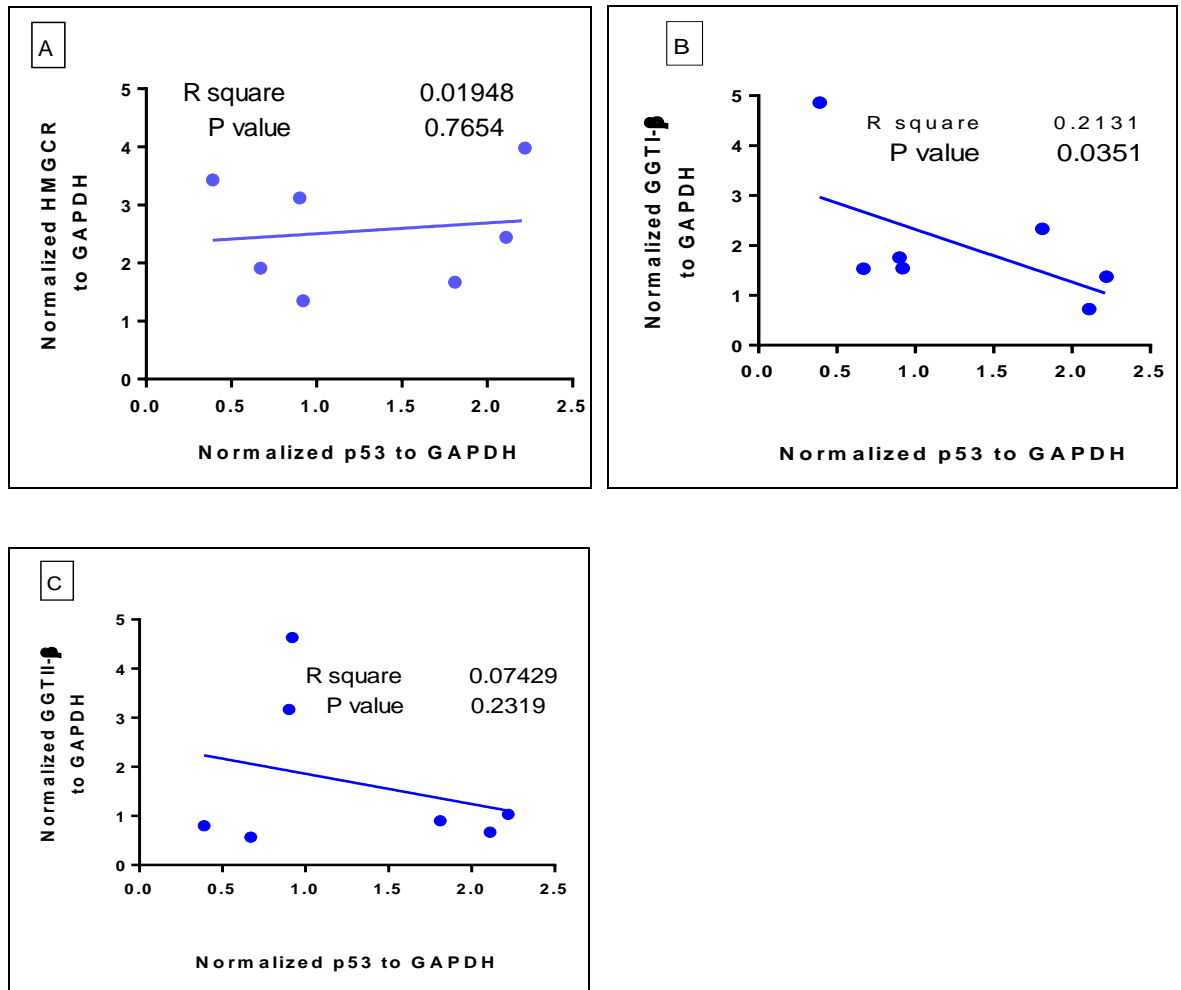 A
R square 0.01948
P value 0.7654
Normalized HMGCR
to GAPDH
5
4
3
2
1
0
0.0 0.5 1.0 1.5 2.0 2.5
Normalized p53 to GAPDH
B
R square 0.2131
P value 0.0351
Normalized GGTI-β
to GAPDH
5
4
3
2
1
0
0.0 0.5 1.0 1.5 2.0 2.5
Normalized p53 to GAPDH
C
R square 0.07429
P value 0.2319
Normalized GGTII-β
to GAPDH
5
4
3
2
1
0
0.0 0.5 1.0 1.5 2.0 2.5
Normalized p53 to GAPDH